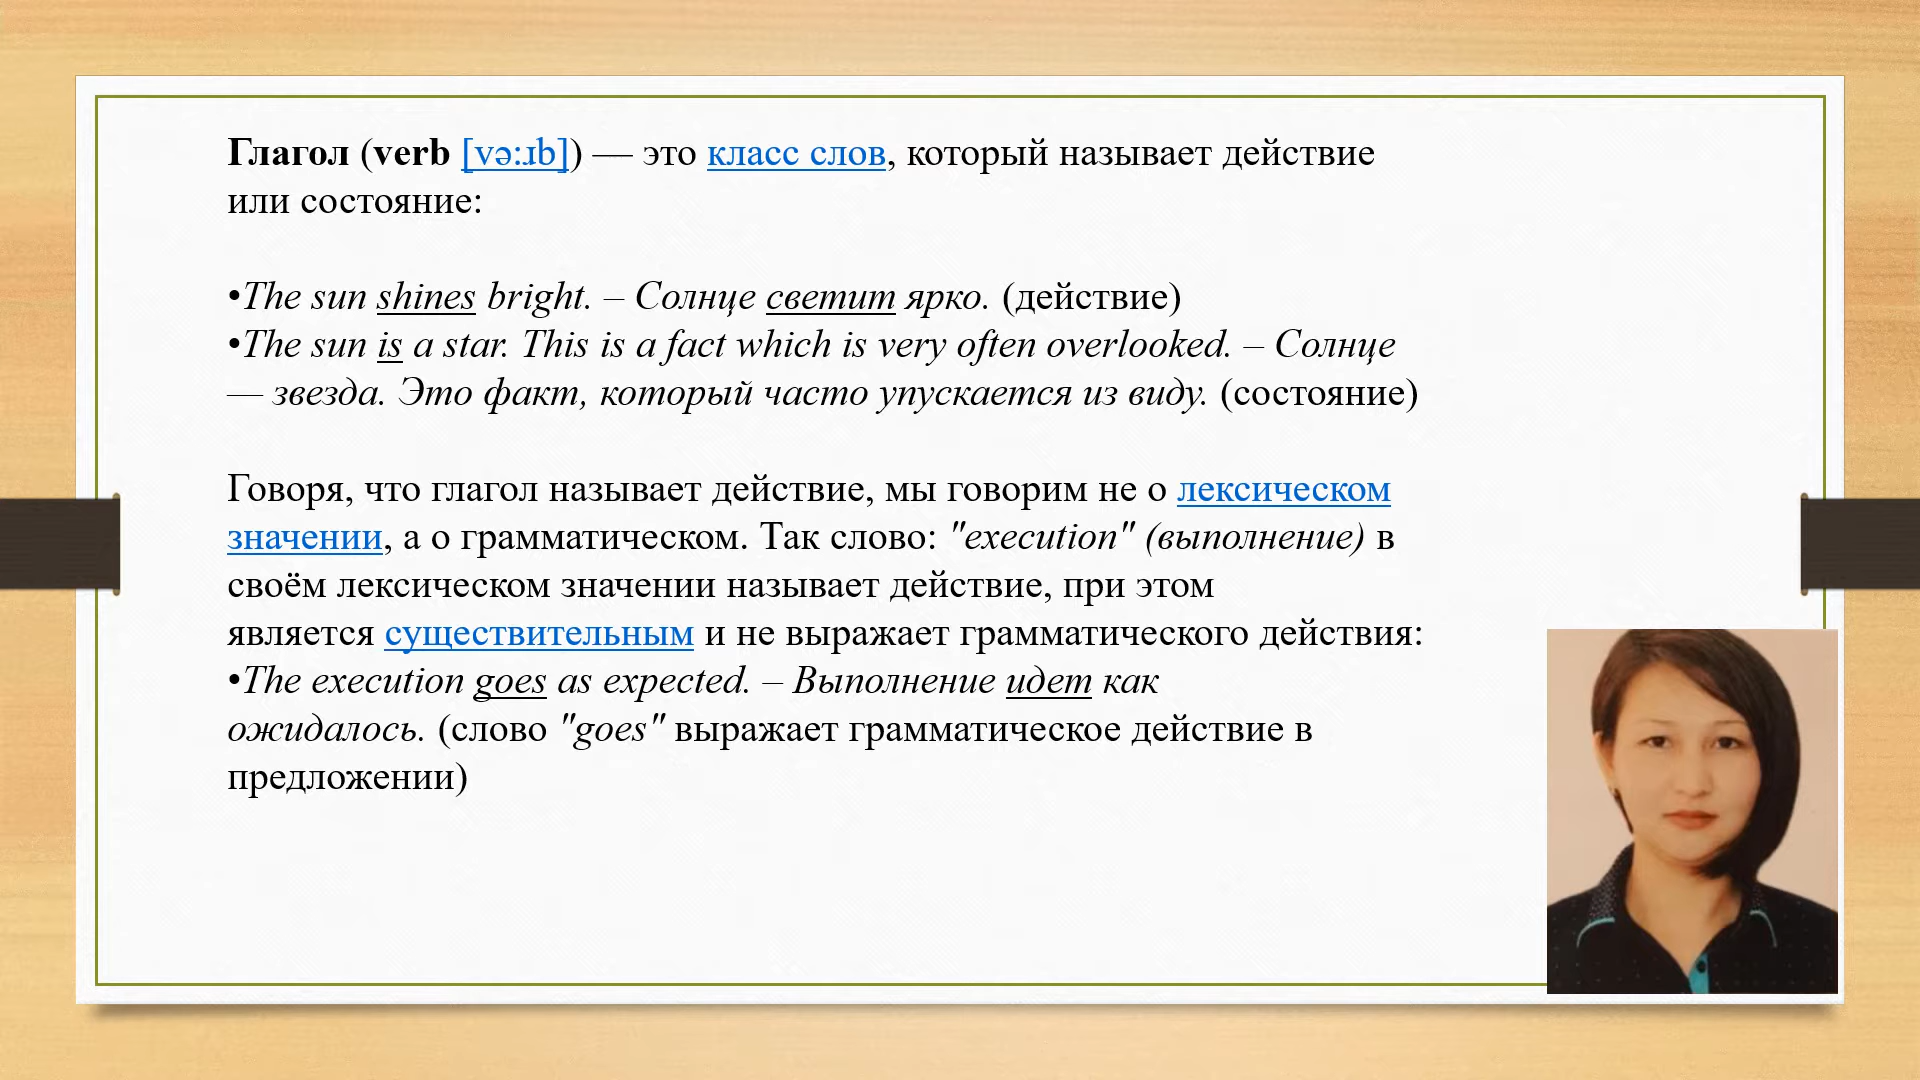 Глагол (verb [vəːɹb]) — это класс слов, который называет действие
или состояние:
•The sun shines bright. – Солнце светит ярко. (действие)
•The sun is a star. This is a fact which is very often overlooked. – Солнце
— звезда. Это факт, который часто упускается из виду. (состояние)
Говоря, что глагол называет действие, мы говорим не о лексическом
значении, а о грамматическом. Так слово: "execution" (выполнение) в
своём лексическом значении называет действие, при этом
является существительным и не выражает грамматического действия:
•The execution goes as expected. – Выполнение идет как
ожидалось. (слово "goes" выражает грамматическое действие в
предложении)